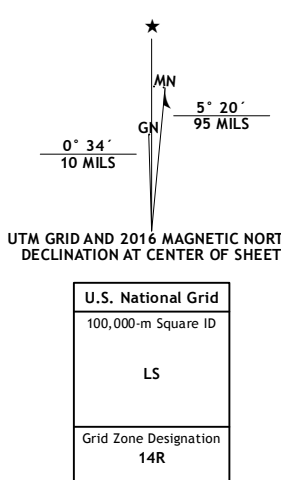 ★
MN
GN
5° 20´
95 MILS
0° 34´
10 MILS
UTM GRID AND 2016 MAGNETIC NORT
DECLINATION AT CENTER OF SHEET
U.S. National Grid
100,000-m Square ID
LS
Grid Zone Designation
14R